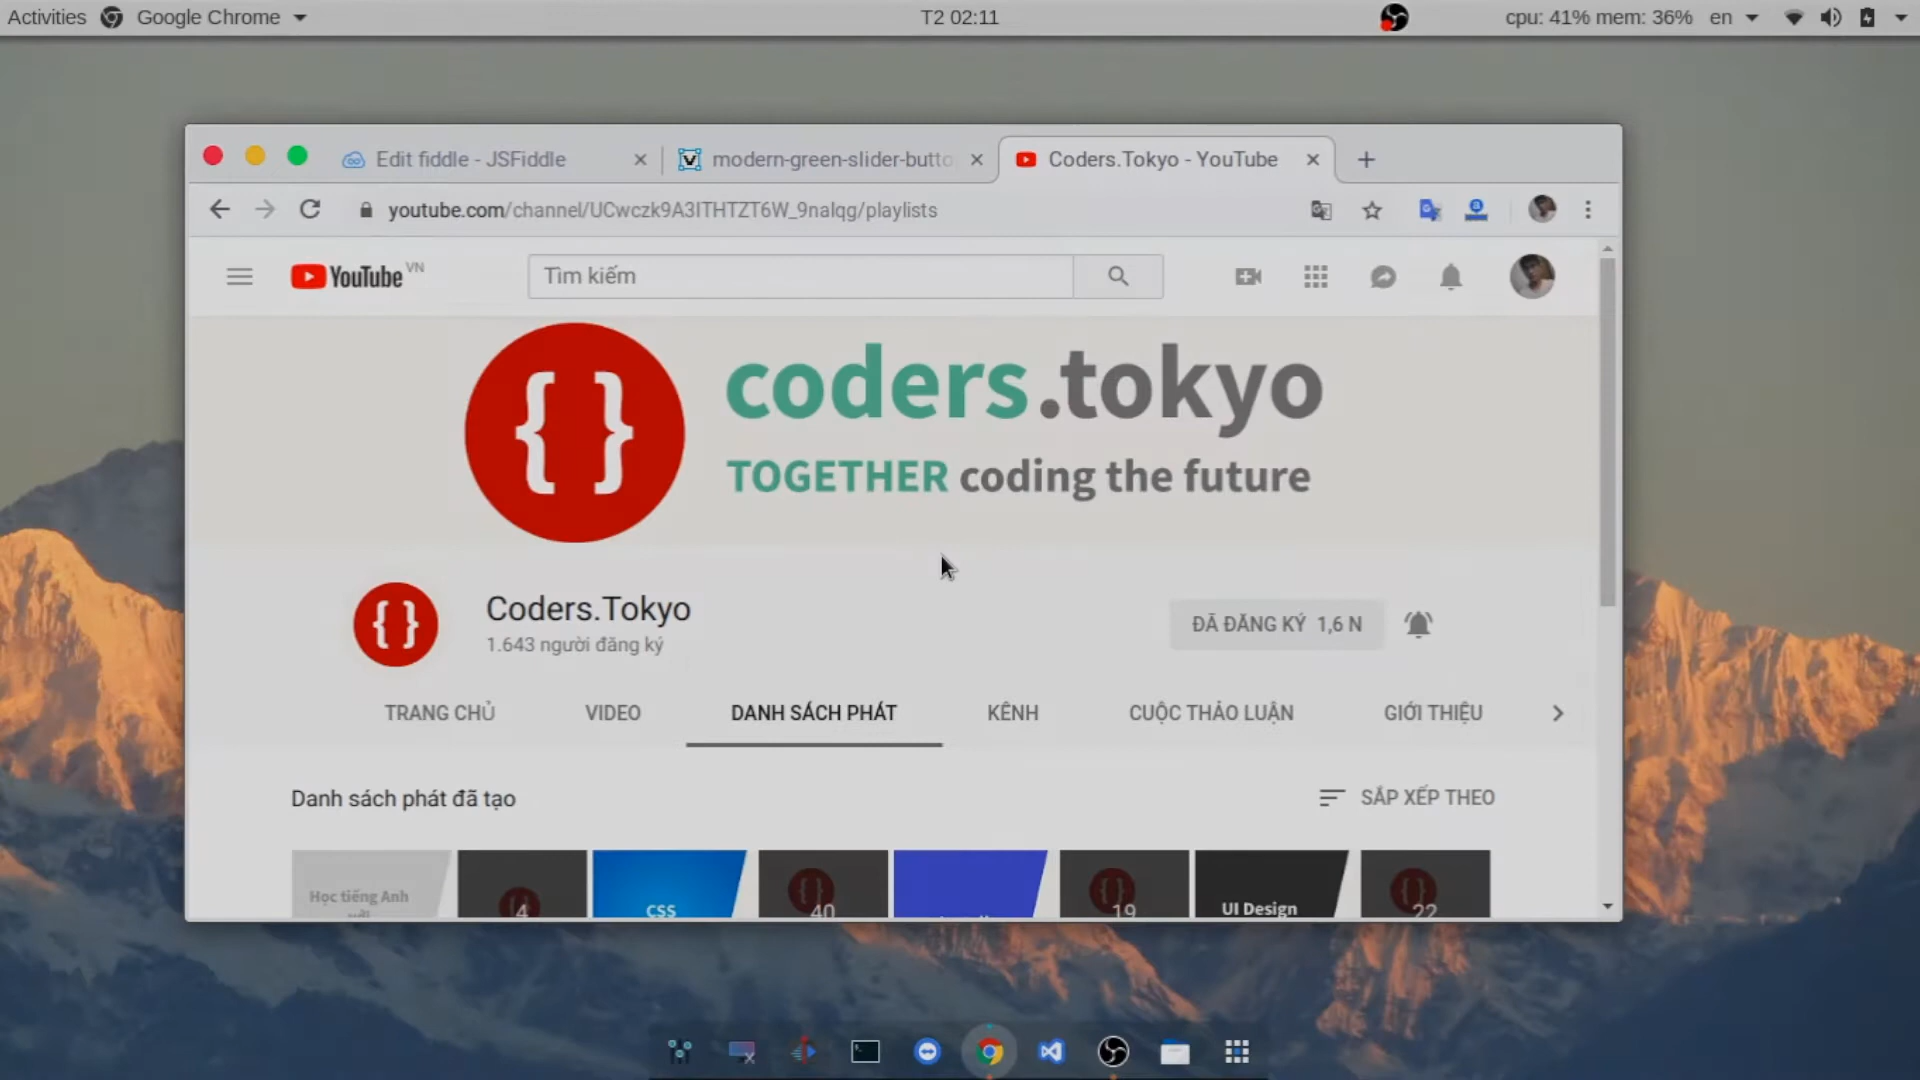 Activities Google Chrome T2 02:11 cpu: 41% mem: 36% en
Edit fiddle - JSFiddle modern-green-slider-butto Coders.Tokyo - YouTube
youtube.com/channel/UCwczk9A3ITHTZT6W_9nalqg/playlists
YouTube VN Tìm kiếm
coders.tokyo
TOGETHER coding the future
Coders.Tokyo
1.643 người đăng ký
ĐÃ ĐĂNG KÝ 1,6 N
TRANG CHỦ VIDEO DANH SÁCH PHÁT KÊNH CUỘC THẢO LUẬN GIỚI THIỆU
Danh sách phát đã tạo SẮP XẾP THEO
Học tiếng Anh 4 CSS 40 19 UI Design 22